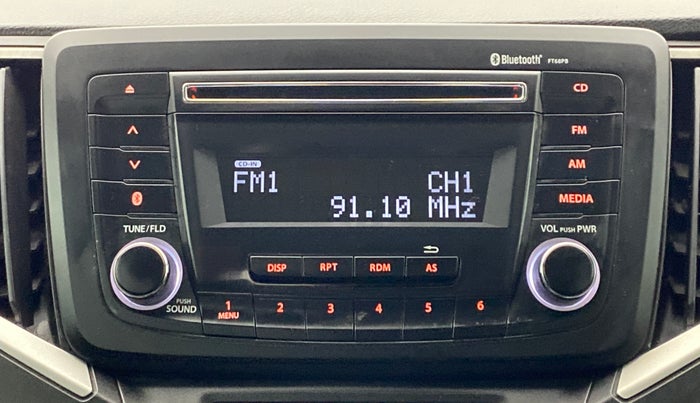 Bluetooth® FT68PB
CD
FM
AM
MEDIA
CD-IN
FM1 CH1
91.10 MHz
TUNE/FLD
VOL PUSH PWR
DISP RPT RDM AS
PUSH
SOUND
1 2 3 4 5 6
MENU